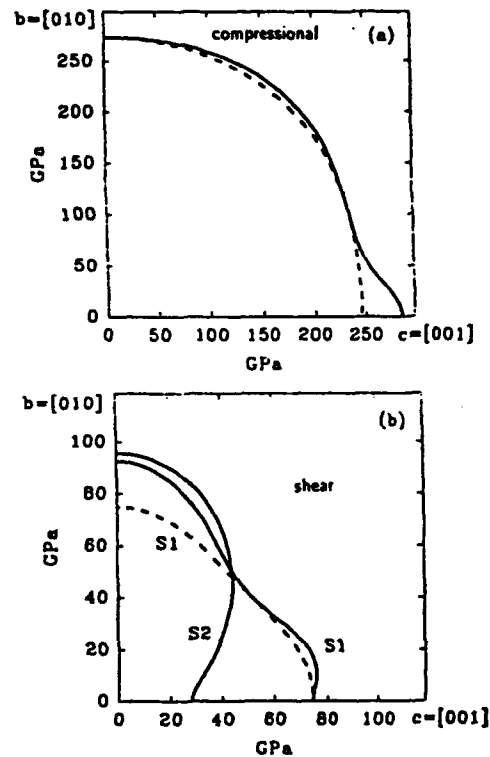 b=[010]
compressional
(a)
GPa
250
200
150
100
50
0
0 50 100 150 200 250 c=[001]
GPa
b=[010]
(b)
shear
GPa
100
80
60
40
20
0
S1
S2
S1
0 20 40 60 80 100 c=[001]
GPa